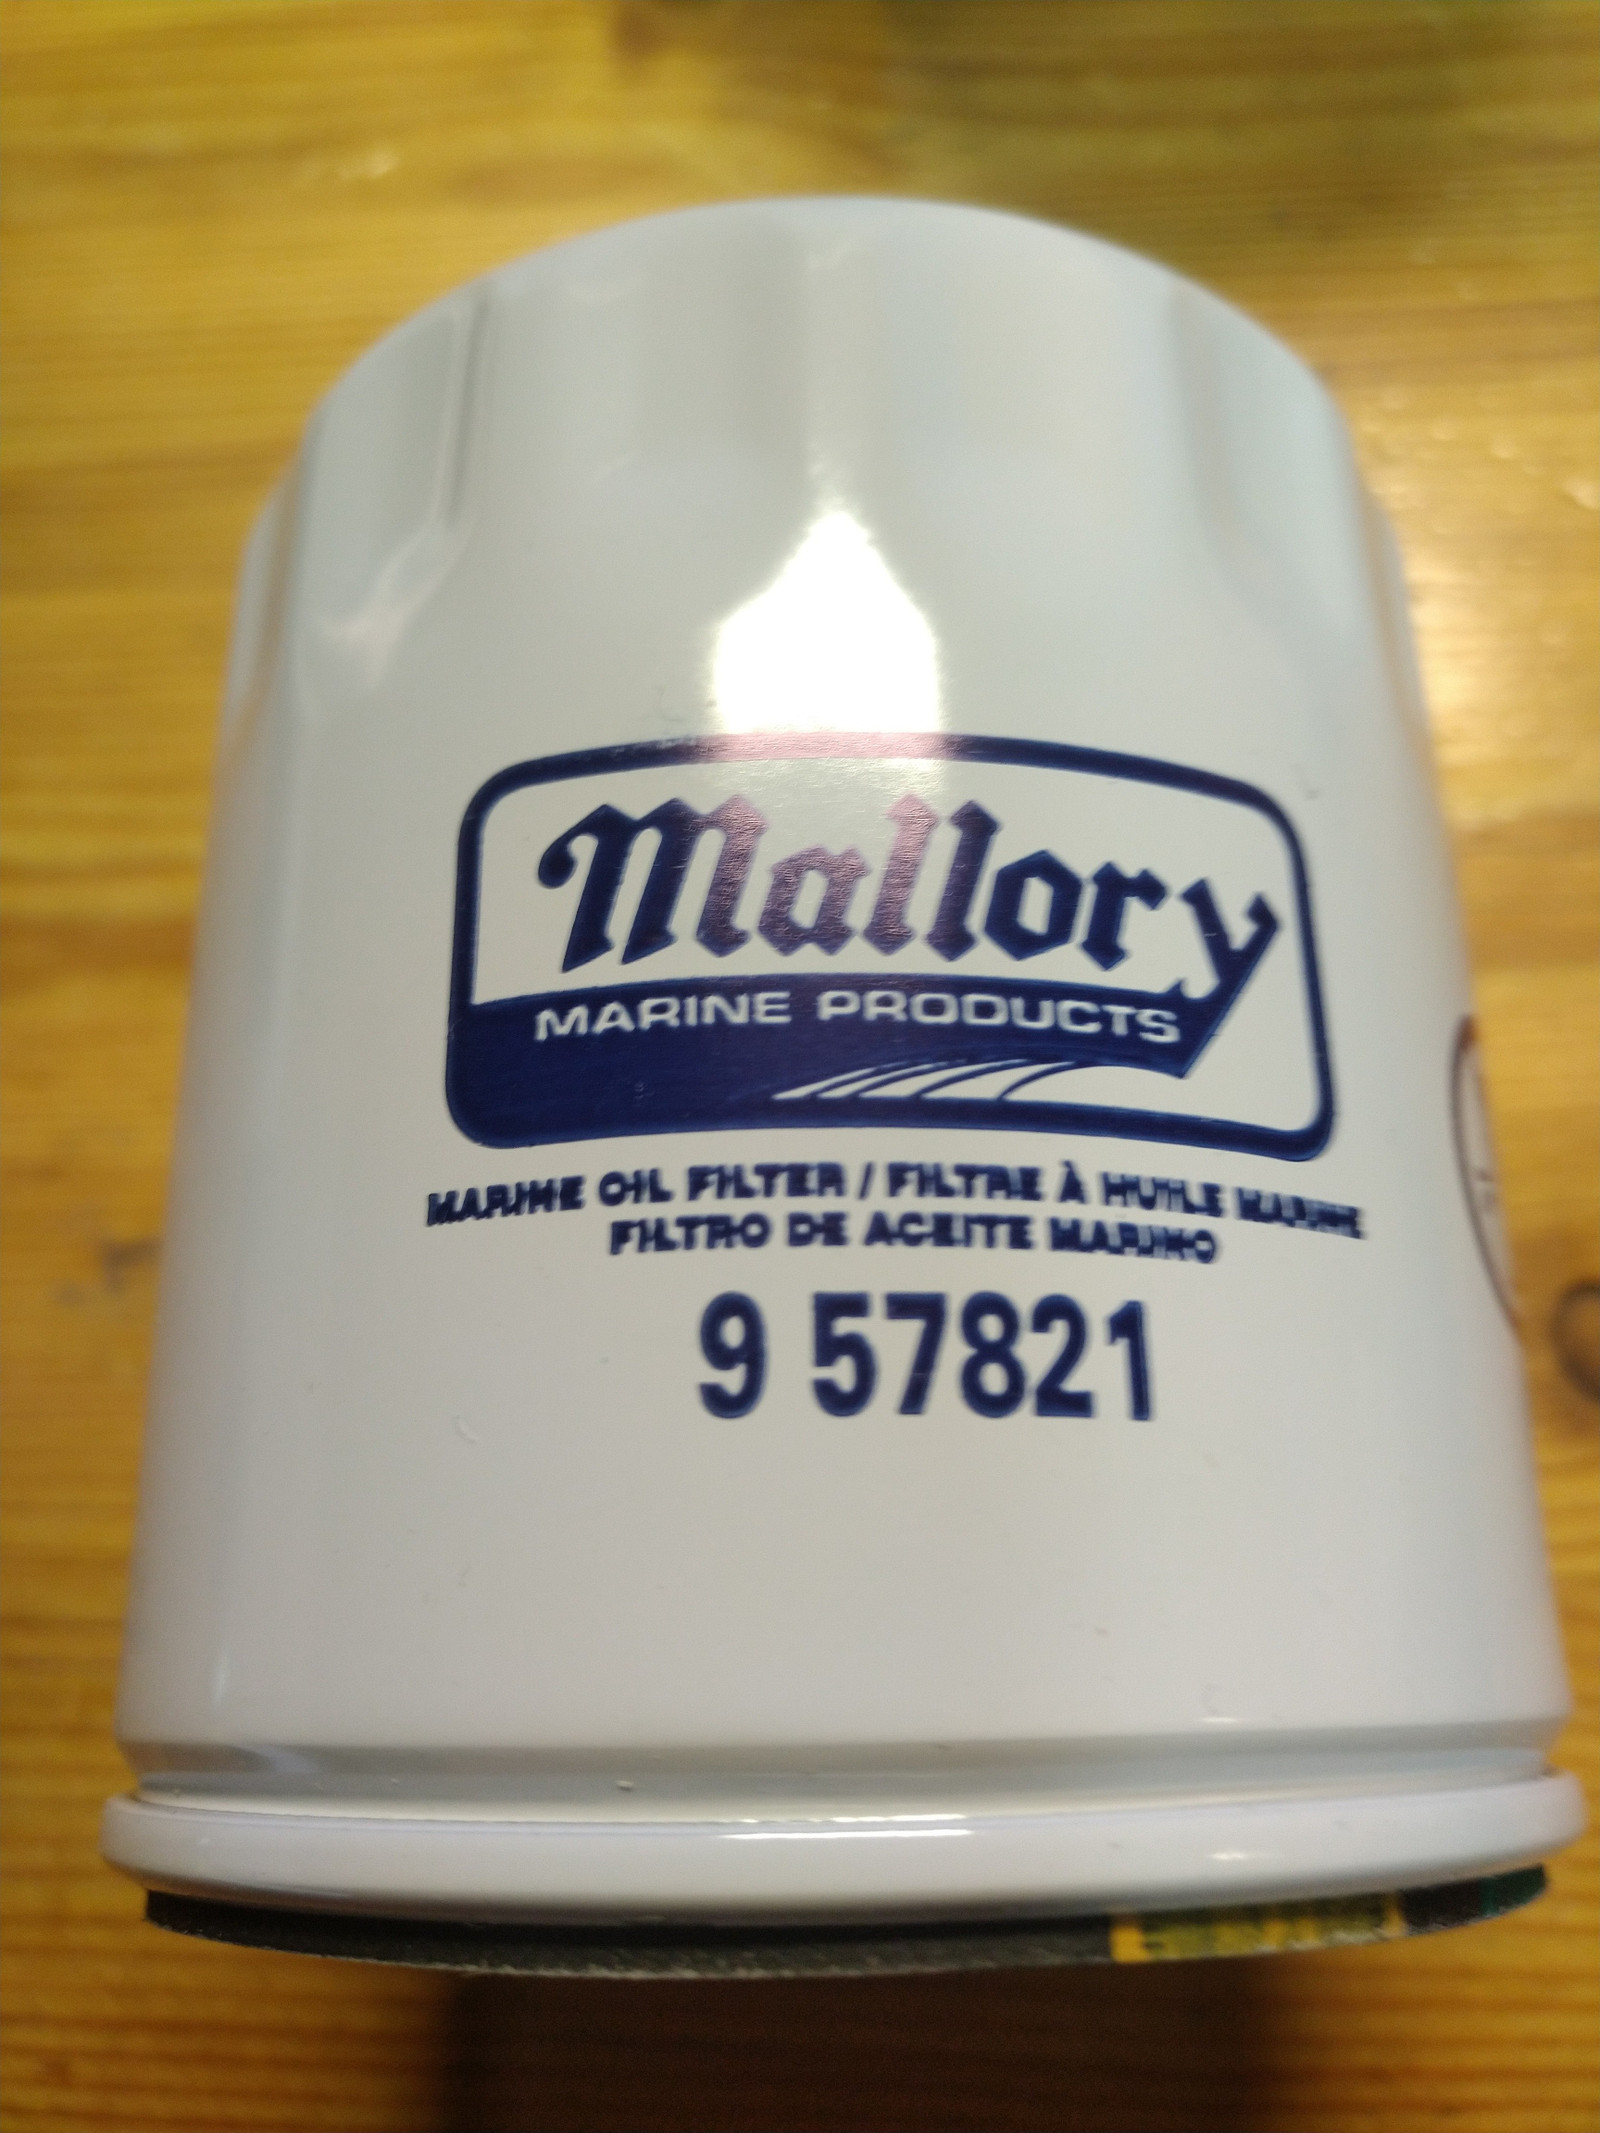 Mallory
MARINE PRODUCTS
MARINE OIL FILTER / FILTRE À HUILE MARINE
FILTRO DE ACEITE MARINO
9 57821